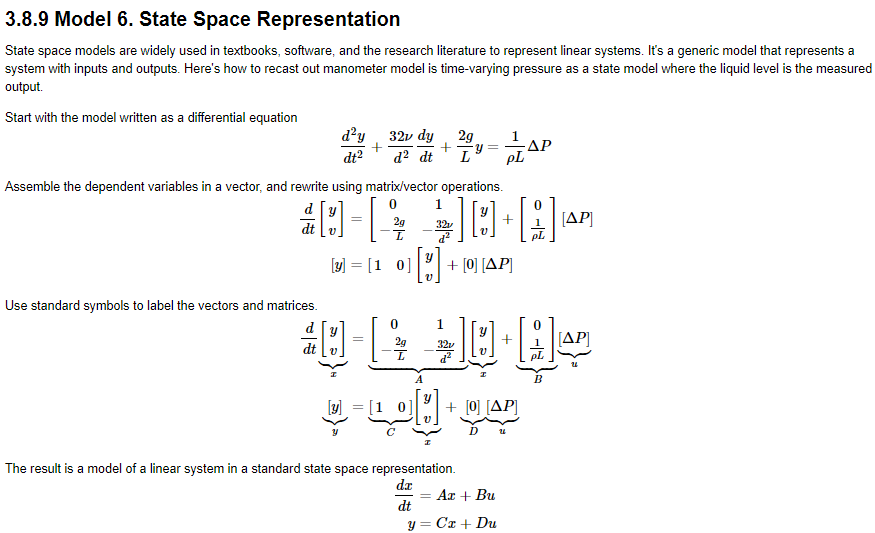 3.8.9 Model 6. State Space Representation
State space models are widely used in textbooks, software, and the research literature to represent linear systems. It's a generic model that represents a
system with inputs and outputs. Here's how to recast out manometer model is time-varying pressure as a state model where the liquid level is the measured
output.
Start with the model written as a differential equation
\frac{d^2y}{dt^2} + \frac{32\nu}{d^2}\frac{dy}{dt} + \frac{2g}{L}y = \frac{1}{\rho L}\Delta P
Assemble the dependent variables in a vector, and rewrite using matrix/vector operations.
\frac{d}{dt}\begin{bmatrix} y \\ v \end{bmatrix} = \begin{bmatrix} 0 & 1 \\ -\frac{2g}{L} & -\frac{32\nu}{d^2} \end{bmatrix}\begin{bmatrix} y \\ v \end{bmatrix} + \begin{bmatrix} 0 \\ \frac{1}{\rho L} \end{bmatrix}[\Delta P]
[y] = [1 \quad 0]\begin{bmatrix} y \\ v \end{bmatrix} + [0][\Delta P]
Use standard symbols to label the vectors and matrices.
\frac{d}{dt}\underbrace{\begin{bmatrix} y \\ v \end{bmatrix}}_{x} = \underbrace{\begin{bmatrix} 0 & 1 \\ -\frac{2g}{L} & -\frac{32\nu}{d^2} \end{bmatrix}}_{A}\underbrace{\begin{bmatrix} y \\ v \end{bmatrix}}_{x} + \underbrace{\begin{bmatrix} 0 \\ \frac{1}{\rho L} \end{bmatrix}}_{B}\underbrace{[\Delta P]}_{u}
\underbrace{[y]}_{y} = \underbrace{[1 \quad 0]}_{C}\underbrace{\begin{bmatrix} y \\ v \end{bmatrix}}_{x} + \underbrace{[0]}_{D}\underbrace{[\Delta P]}_{u}
The result is a model of a linear system in a standard state space representation.
\frac{dx}{dt} = Ax + Bu
y = Cx + Du